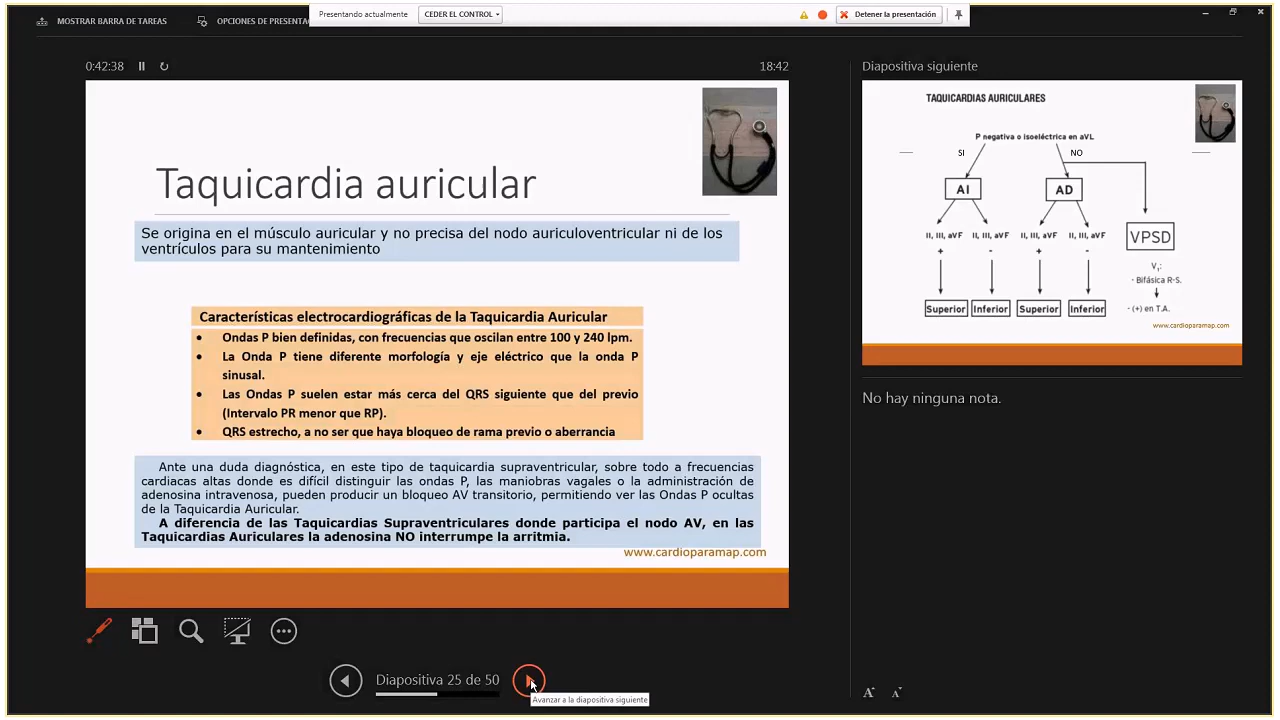 MOSTRAR BARRA DE TAREAS
OPCIONES DE PRESENTA
Presentando actualmente
CEDER EL CONTROL
Detener la presentación
0:42:38
18:42
Taquicardia auricular
Se origina en el músculo auricular y no precisa del nodo auriculoventricular ni de los
ventrículos para su mantenimiento
Características electrocardiográficas de la Taquicardia Auricular
• Ondas P bien definidas, con frecuencias que oscilan entre 100 y 240 lpm.
• La Onda P tiene diferente morfología y eje eléctrico que la onda P
sinusal.
• Las Ondas P suelen estar más cerca del QRS siguiente que del previo
(Intervalo PR menor que RP).
• QRS estrecho, a no ser que haya bloqueo de rama previo o aberrancia
Ante una duda diagnóstica, en este tipo de taquicardia supraventricular, sobre todo a frecuencias
cardiacas altas donde es difícil distinguir las ondas P, las maniobras vagales o la administración de
adenosina intravenosa, pueden producir un bloqueo AV transitorio, permitiendo ver las Ondas P ocultas
de la Taquicardia Auricular.
A diferencia de las Taquicardias Supraventriculares donde participa el nodo AV, en las
Taquicardias Auriculares la adenosina NO interrumpe la arritmia.
www.cardioparamap.com
Diapositiva 25 de 50
Avanzar a la diapositiva siguiente
Diapositiva siguiente
TAQUICARDIAS AURICULARES
P negativa o isoeléctrica en aVL
SI NO
AI AD
II, III, aVF II, III, aVF II, III, aVF II, III, aVF
+ - + -
Superior Inferior Superior Inferior
VPSD
V1:
- Bifásica R-S.
- (+) en T.A.
www.cardioparamap.com
No hay ninguna nota.
A A